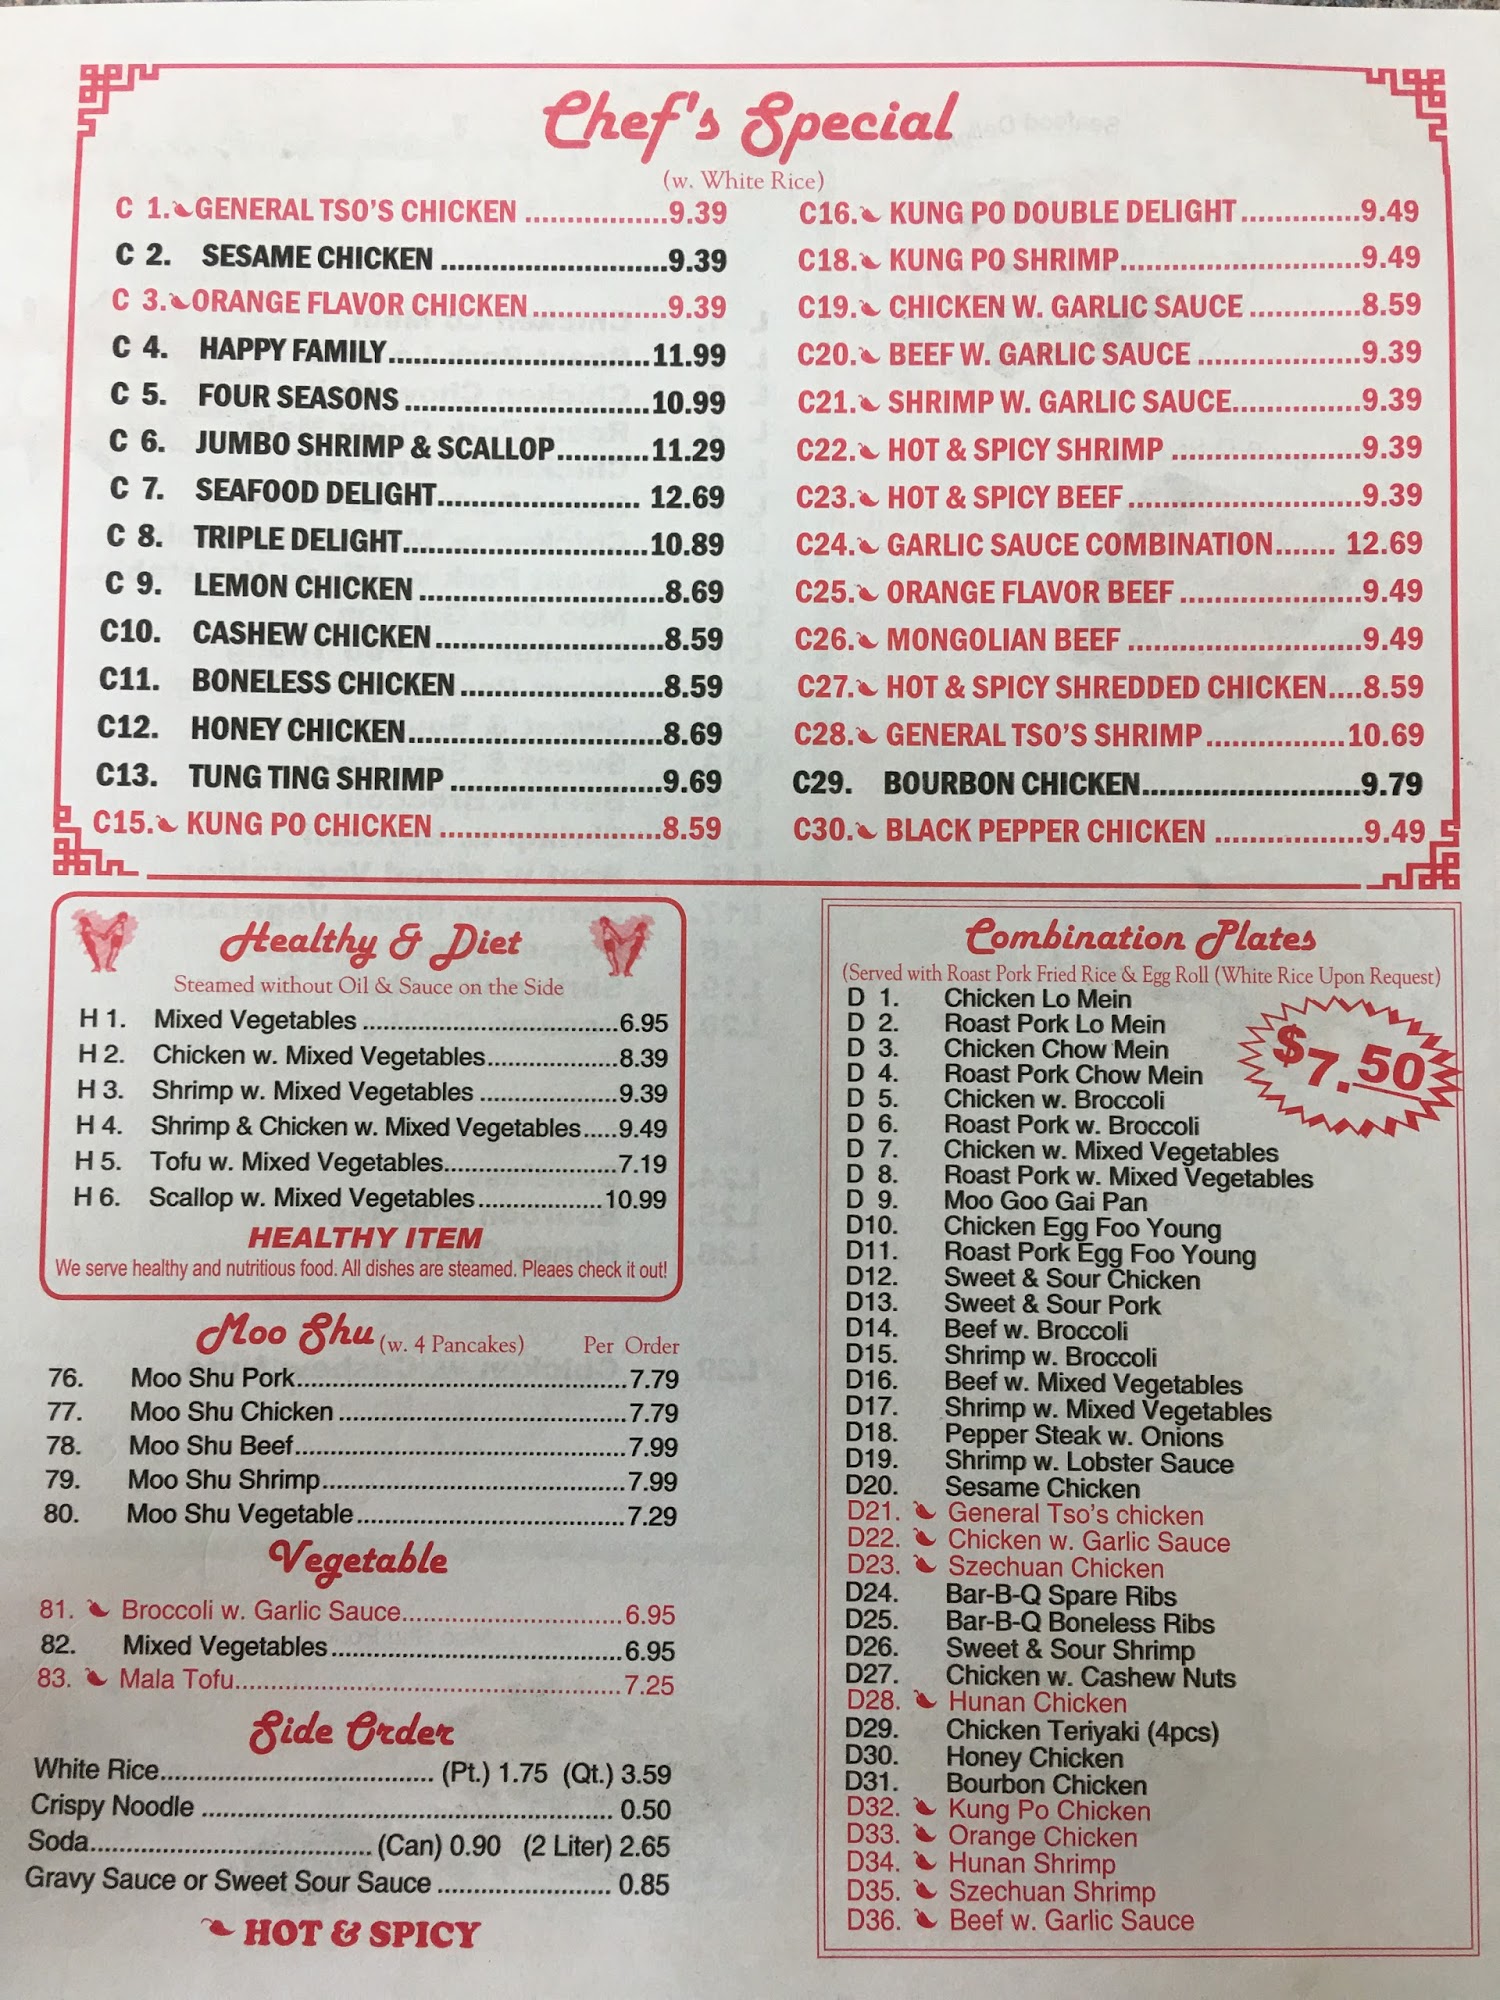 Chef's Special
(w. White Rice)
C 1. GENERAL TSO'S CHICKEN .................9.39
C 2. SESAME CHICKEN ...........................9.39
C 3. ORANGE FLAVOR CHICKEN ................9.39
C 4. HAPPY FAMILY...............................11.99
C 5. FOUR SEASONS .............................10.99
C 6. JUMBO SHRIMP & SCALLOP...........11.29
C 7. SEAFOOD DELIGHT........................ 12.69
C 8. TRIPLE DELIGHT.............................10.89
C 9. LEMON CHICKEN .............................8.69
C10. CASHEW CHICKEN...........................8.59
C11. BONELESS CHICKEN ........................8.59
C12. HONEY CHICKEN..............................8.69
C13. TUNG TING SHRIMP .........................9.69
C15. KUNG PO CHICKEN ..........................8.59
C16. KUNG PO DOUBLE DELIGHT..............9.49
C18. KUNG PO SHRIMP.............................9.49
C19. CHICKEN W. GARLIC SAUCE .............8.59
C20. BEEF W. GARLIC SAUCE ...................9.39
C21. SHRIMP W. GARLIC SAUCE...............9.39
C22. HOT & SPICY SHRIMP .......................9.39
C23. HOT & SPICY BEEF............................9.39
C24. GARLIC SAUCE COMBINATION....... 12.69
C25. ORANGE FLAVOR BEEF .....................9.49
C26. MONGOLIAN BEEF ............................9.49
C27. HOT & SPICY SHREDDED CHICKEN....8.59
C28. GENERAL TSO'S SHRIMP.................10.69
C29. BOURBON CHICKEN..........................9.79
C30. BLACK PEPPER CHICKEN ..................9.49
Healthy & Diet
Steamed without Oil & Sauce on the Side
H 1. Mixed Vegetables ...................................6.95
H 2. Chicken w. Mixed Vegetables..................8.39
H 3. Shrimp w. Mixed Vegetables ...................9.39
H 4. Shrimp & Chicken w. Mixed Vegetables.....9.49
H 5. Tofu w. Mixed Vegetables........................7.19
H 6. Scallop w. Mixed Vegetables.................10.99
HEALTHY ITEM
We serve healthy and nutritious food. All dishes are steamed. Pleaes check it out!
Moo Shu (w. 4 Pancakes) Per Order
76. Moo Shu Pork.............................................7.79
77. Moo Shu Chicken .......................................7.79
78. Moo Shu Beef.............................................7.99
79. Moo Shu Shrimp.........................................7.99
80. Moo Shu Vegetable.....................................7.29
Vegetable
81. Broccoli w. Garlic Sauce..............................6.95
82. Mixed Vegetables........................................6.95
83. Mala Tofu.....................................................7.25
Side Order
White Rice..................................... (Pt.) 1.75 (Qt.) 3.59
Crispy Noodle ........................................................ 0.50
Soda...................................... (Can) 0.90 (2 Liter) 2.65
Gravy Sauce or Sweet Sour Sauce ........................ 0.85
HOT & SPICY
Combination Plates
(Served with Roast Pork Fried Rice & Egg Roll (White Rice Upon Request)
$7.50
D 1. Chicken Lo Mein
D 2. Roast Pork Lo Mein
D 3. Chicken Chow Mein
D 4. Roast Pork Chow Mein
D 5. Chicken w. Broccoli
D 6. Roast Pork w. Broccoli
D 7. Chicken w. Mixed Vegetables
D 8. Roast Pork w. Mixed Vegetables
D 9. Moo Goo Gai Pan
D10. Chicken Egg Foo Young
D11. Roast Pork Egg Foo Young
D12. Sweet & Sour Chicken
D13. Sweet & Sour Pork
D14. Beef w. Broccoli
D15. Shrimp w. Broccoli
D16. Beef w. Mixed Vegetables
D17. Shrimp w. Mixed Vegetables
D18. Pepper Steak w. Onions
D19. Shrimp w. Lobster Sauce
D20. Sesame Chicken
D21. General Tso's chicken
D22. Chicken w. Garlic Sauce
D23. Szechuan Chicken
D24. Bar-B-Q Spare Ribs
D25. Bar-B-Q Boneless Ribs
D26. Sweet & Sour Shrimp
D27. Chicken w. Cashew Nuts
D28. Hunan Chicken
D29. Chicken Teriyaki (4pcs)
D30. Honey Chicken
D31. Bourbon Chicken
D32. Kung Po Chicken
D33. Orange Chicken
D34. Hunan Shrimp
D35. Szechuan Shrimp
D36. Beef w. Garlic Sauce